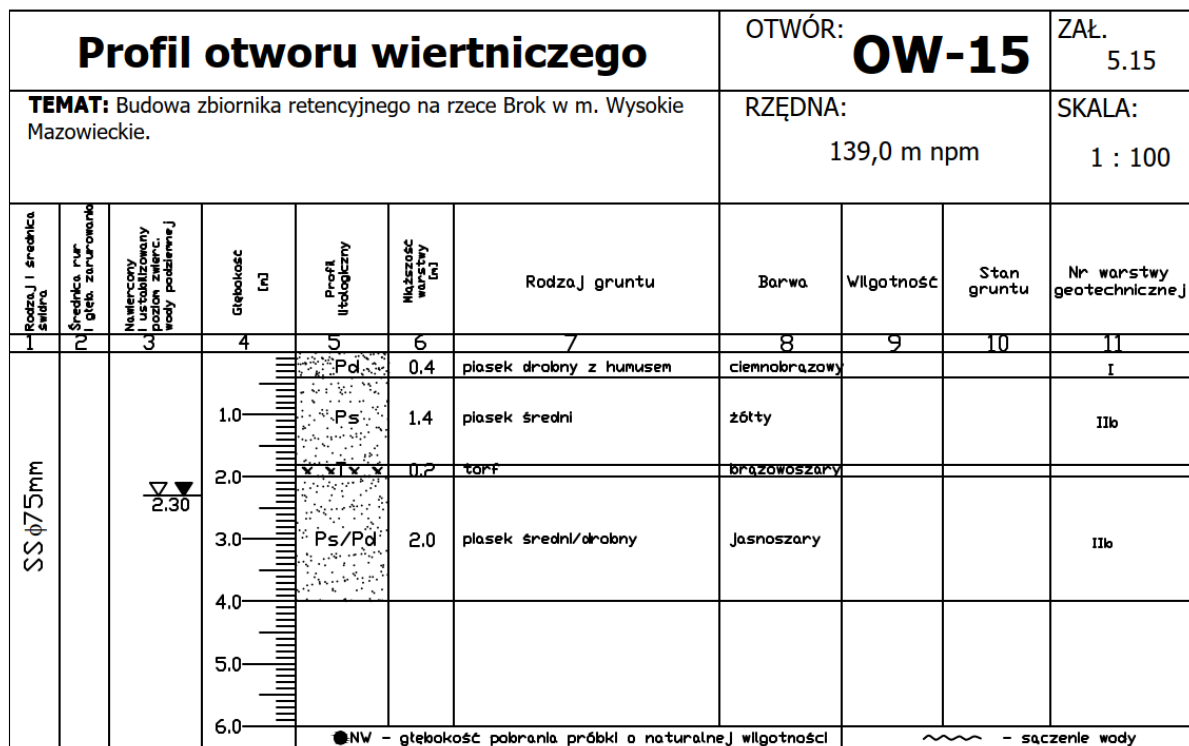 Profil otworu wiertniczego
OTWÓR:
OW-15
ZAŁ.
5.15
TEMAT: Budowa zbiornika retencyjnego na rzece Brok w m. Wysokie
Mazowieckie.
RZĘDNA:
139,0 m npm
SKALA:
1 : 100
Rodzaj i średnica
świdra
Średnica rur
i głęb. zarurowania
Nawiercony
i ustabilizowany
poziom zwierc.
wody podziemnej
Głębokość
[m]
Profil
litologiczny
Miąższość
warstwy
[m]
Rodzaj gruntu
Barwa
Wilgotność
Stan
gruntu
Nr warstwy
geotechnicznej
1 2 3 4 5 6 7 8 9 10 11
Pd 0.4 piasek drobny z humusem ciemnobrązowy I
1.0 Ps 1.4 piasek średni żółty IIb
T 0.2 torf brązowoszary
2.0
2.30
SSφ75mm
3.0 Ps/Pd 2.0 piasek średni/drobny jasnoszary IIb
4.0
5.0
6.0
NW - głębokość pobrania próbki o naturalnej wilgotności
- sączenie wody